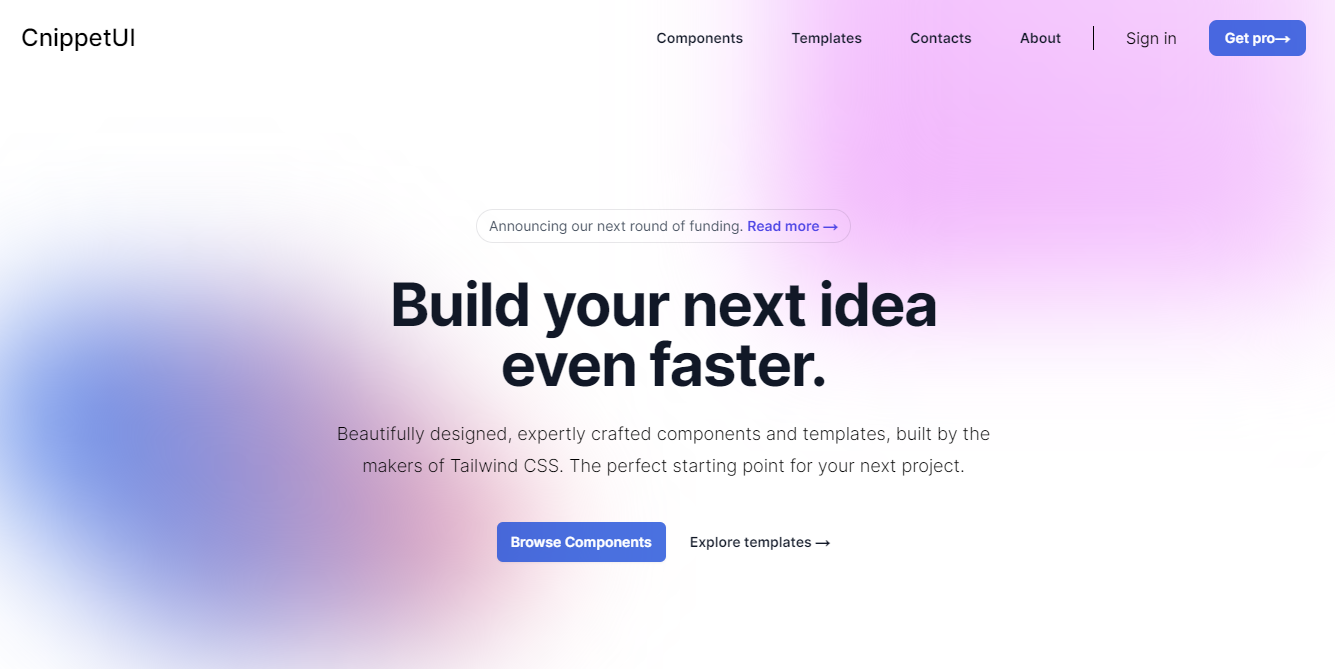 CnippetUI
Components Templates Contacts About Sign in Get pro→
Announcing our next round of funding. Read more →
Build your next idea
even faster.
Beautifully designed, expertly crafted components and templates, built by the
makers of Tailwind CSS. The perfect starting point for your next project.
Browse Components Explore templates →